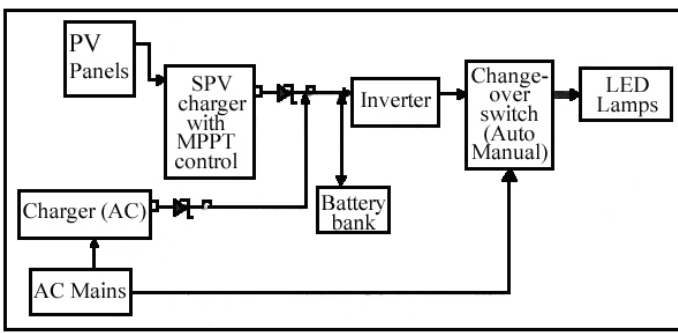 PV
Panels
SPV
charger
with
MPPT
control
Inverter
Change-
over
switch
(Auto
Manual)
LED
Lamps
Charger (AC)
Battery
bank
AC Mains